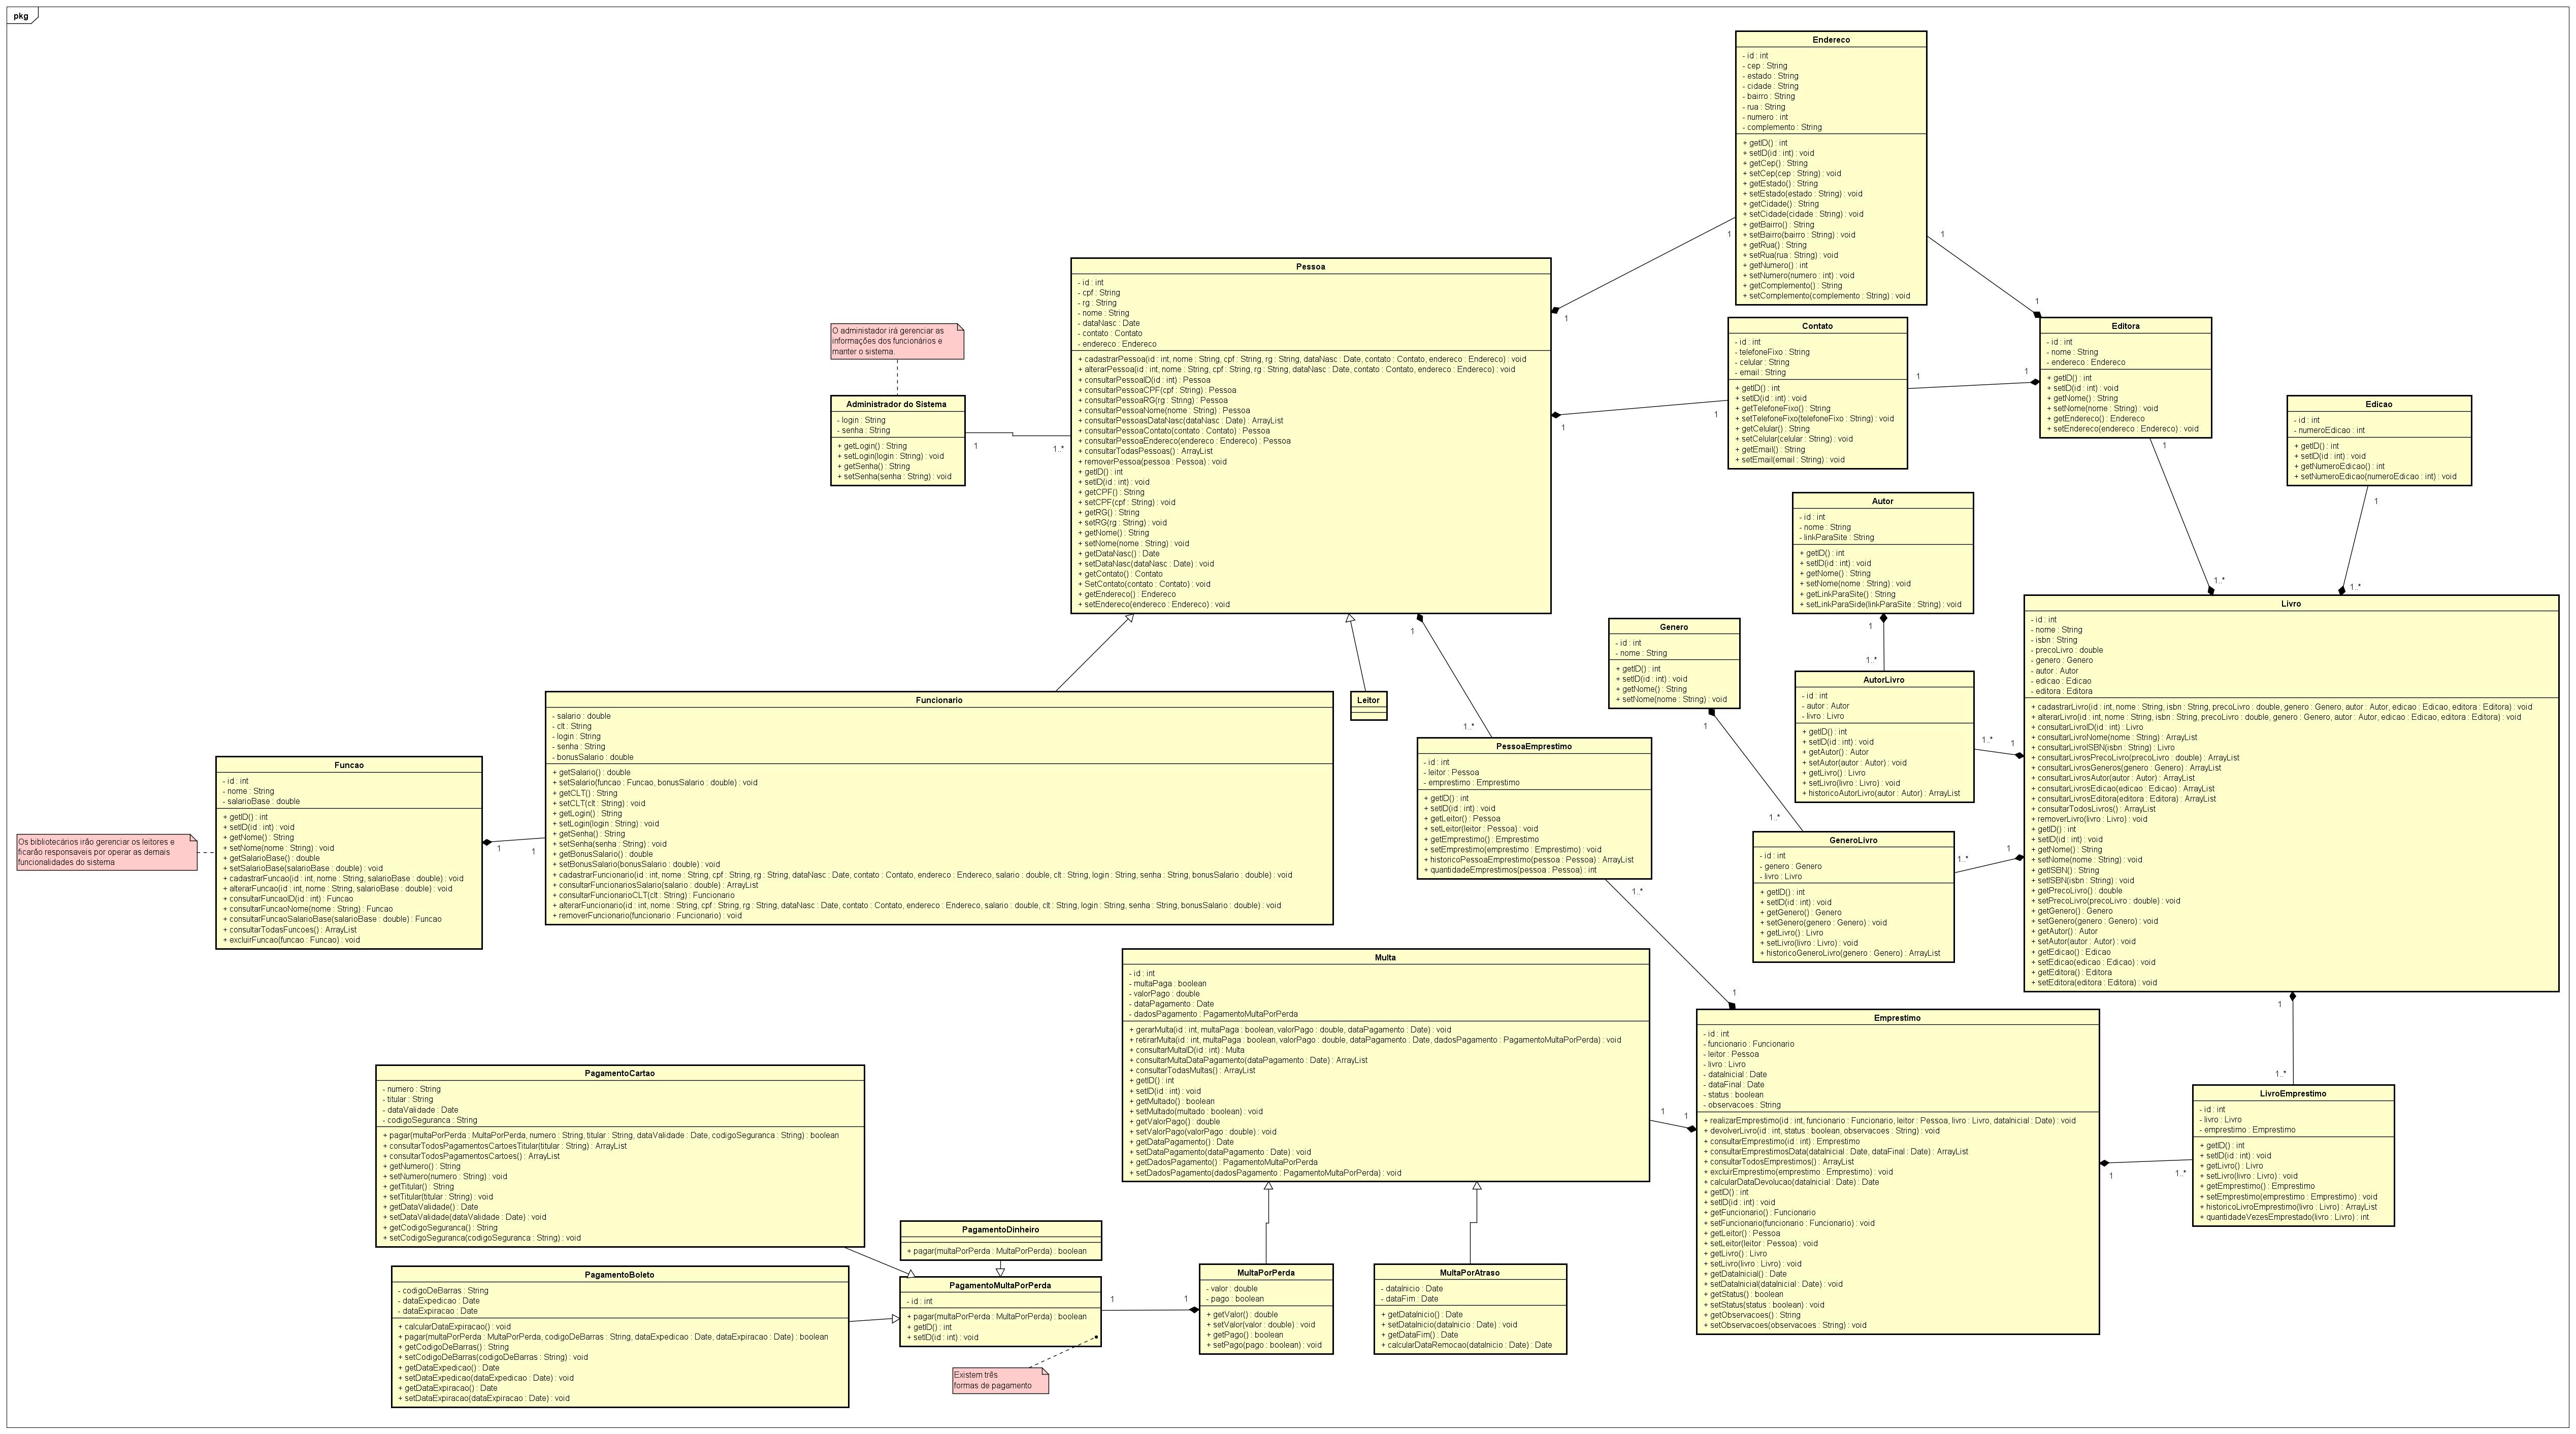 pkg
Endereco
- id : int
- cep : String
- estado : String
- cidade : String
- bairro : String
- rua : String
- numero : int
- complemento : String
+ getID() : int
+ setID(id : int) : void
+ getCep() : String
+ setCep(cep : String) : void
+ getEstado() : String
+ setEstado(estado : String) : void
+ getCidade() : String
+ setCidade(cidade : String) : void
+ getBairro() : String
+ setBairro(bairro : String) : void
+ getRua() : String
+ setRua(rua : String) : void
+ getNumero() : int
+ setNumero(numero : int) : void
+ getComplemento() : String
+ setComplemento(complemento : String) : void
1
1
1
1
Pessoa
- id : int
- cpf : String
- rg : String
- nome : String
- dataNasc : Date
- contato : Contato
- endereco : Endereco
+ cadastrarPessoa(id : int, nome : String, cpf : String, rg : String, dataNasc : Date, contato : Contato, endereco : Endereco) : void
+ alterarPessoa(id : int, nome : String, cpf : String, rg : String, dataNasc : Date, contato : Contato, endereco : Endereco) : void
+ consultarPessoaID(id : int) : Pessoa
+ consultarPessoaCPF(cpf : String) : Pessoa
+ consultarPessoaRG(rg : String) : Pessoa
+ consultarPessoaNome(nome : String) : Pessoa
+ consultarPessoasDataNasc(dataNasc : Date) : ArrayList
+ consultarPessoaContato(contato : Contato) : Pessoa
+ consultarPessoaEndereco(endereco : Endereco) : Pessoa
+ consultarTodasPessoas() : ArrayList
+ removerPessoa(pessoa : Pessoa) : void
+ getID() : int
+ setID(id : int) : void
+ getCPF() : String
+ setCPF(cpf : String) : void
+ getRG() : String
+ setRG(rg : String) : void
+ getNome() : String
+ setNome(nome : String) : void
+ getDataNasc() : Date
+ setDataNasc(dataNasc : Date) : void
+ getContato() : Contato
+ SetContato(contato : Contato) : void
+ getEndereco() : Endereco
+ setEndereco(endereco : Endereco) : void
O administador irá gerenciar as
informações dos funcionários e
manter o sistema.
Administrador do Sistema
- login : String
- senha : String
+ getLogin() : String
+ setLogin(login : String) : void
+ getSenha() : String
+ setSenha(senha : String) : void
1
1..*
Contato
- id : int
- telefoneFixo : String
- celular : String
- email : String
+ getID() : int
+ setID(id : int) : void
+ getTelefoneFixo() : String
+ setTelefoneFixo(telefoneFixo : String) : void
+ getCelular() : String
+ setCelular(celular : String) : void
+ getEmail() : String
+ setEmail(email : String) : void
1
1
1
1
Editora
- id : int
- nome : String
- endereco : Endereco
+ getID() : int
+ setID(id : int) : void
+ getNome() : String
+ setNome(nome : String) : void
+ getEndereco() : Endereco
+ setEndereco(endereco : Endereco) : void
1
1..*
Edicao
- id : int
- numeroEdicao : int
+ getID() : int
+ setID(id : int) : void
+ getNumeroEdicao() : int
+ setNumeroEdicao(numeroEdicao : int) : void
1
1..*
Autor
- id : int
- nome : String
- linkParaSite : String
+ getID() : int
+ setID(id : int) : void
+ getNome() : String
+ setNome(nome : String) : void
+ getLinkParaSite() : String
+ setLinkParaSide(linkParaSite : String) : void
1
1..*
Livro
- id : int
- nome : String
- isbn : String
- precoLivro : double
- genero : Genero
- autor : Autor
- edicao : Edicao
- editora : Editora
+ cadastrarLivro(id : int, nome : String, isbn : String, precoLivro : double, genero : Genero, autor : Autor, edicao : Edicao, editora : Editora) : void
+ alterarLivro(id : int, nome : String, isbn : String, precoLivro : double, genero : Genero, autor : Autor, edicao : Edicao, editora : Editora) : void
+ consultarLivroID(id : int) : Livro
+ consultarLivroNome(nome : String) : ArrayList
+ consultarLivroISBN(isbn : String) : Livro
+ consultarLivrosPrecoLivro(precoLivro : double) : ArrayList
+ consultarLivrosGeneros(genero : Genero) : ArrayList
+ consultarLivrosAutor(autor : Autor) : ArrayList
+ consultarLivrosEdicao(edicao : Edicao) : ArrayList
+ consultarLivrosEditora(editora : Editora) : ArrayList
+ consultarTodosLivros() : ArrayList
+ removerLivro(livro : Livro) : void
+ getID() : int
+ setID(id : int) : void
+ getNome() : String
+ setNome(nome : String) : void
+ getISBN() : String
+ setISBN(isbn : String) : void
+ getPrecoLivro() : double
+ setPrecoLivro(precoLivro : double) : void
+ getGenero() : Genero
+ setGenero(genero : Genero) : void
+ getAutor() : Autor
+ setAutor(autor : Autor) : void
+ getEdicao() : Edicao
+ setEdicao(edicao : Edicao) : void
+ getEditora() : Editora
+ setEditora(editora : Editora) : void
Genero
- id : int
- nome : String
+ getID() : int
+ setID(id : int) : void
+ getNome() : String
+ setNome(nome : String) : void
1
1..*
AutorLivro
- id : int
- autor : Autor
- livro : Livro
+ getID() : int
+ setID(id : int) : void
+ getAutor() : Autor
+ setAutor(autor : Autor) : void
+ getLivro() : Livro
+ setLivro(livro : Livro) : void
+ historicoAutorLivro(autor : Autor) : ArrayList
1..*
1
GeneroLivro
- id : int
- genero : Genero
- livro : Livro
+ getID() : int
+ setID(id : int) : void
+ getGenero() : Genero
+ setGenero(genero : Genero) : void
+ getLivro() : Livro
+ setLivro(livro : Livro) : void
+ historicoGeneroLivro(genero : Genero) : ArrayList
1..*
1
Funcionario
- salario : double
- clt : String
- login : String
- senha : String
- bonusSalario : double
+ getSalario() : double
+ setSalario(funcao : Funcao, bonusSalario : double) : void
+ getCLT() : String
+ setCLT(clt : String) : void
+ getLogin() : String
+ setLogin(login : String) : void
+ getSenha() : String
+ setSenha(senha : String) : void
+ getBonusSalario() : double
+ setBonusSalario(bonusSalario : double) : void
+ cadastrarFuncionario(id : int, nome : String, cpf : String, rg : String, dataNasc : Date, contato : Contato, endereco : Endereco, salario : double, clt : String, login : String, senha : String, bonusSalario : double) : void
+ consultarFuncionariosSalario(salario : double) : ArrayList
+ consultarFuncionarioCLT(clt : String) : Funcionario
+ alterarFuncionario(id : int, nome : String, cpf : String, rg : String, dataNasc : Date, contato : Contato, endereco : Endereco, salario : double, clt : String, login : String, senha : String, bonusSalario : double) : void
+ removerFuncionario(funcionario : Funcionario) : void
Leitor
1
1..*
PessoaEmprestimo
- id : int
- leitor : Pessoa
- emprestimo : Emprestimo
+ getID() : int
+ setID(id : int) : void
+ getLeitor() : Pessoa
+ setLeitor(leitor : Pessoa) : void
+ getEmprestimo() : Emprestimo
+ setEmprestimo(emprestimo : Emprestimo) : void
+ historicoPessoaEmprestimo(pessoa : Pessoa) : ArrayList
+ quantidadeEmprestimos(pessoa : Pessoa) : int
1..*
1
Funcao
- id : int
- nome : String
- salarioBase : double
+ getID() : int
+ setID(id : int) : void
+ getNome() : String
+ setNome(nome : String) : void
+ getSalarioBase() : double
+ setSalarioBase(salarioBase : double) : void
+ cadastrarFuncao(id : int, nome : String, salarioBase : double) : void
+ alterarFuncao(id : int, nome : String, salarioBase : double) : void
+ consultarFuncaoID(id : int) : Funcao
+ consultarFuncaoNome(nome : String) : Funcao
+ consultarFuncaoSalarioBase(salarioBase : double) : Funcao
+ consultarTodasFuncoes() : ArrayList
+ excluirFuncao(funcao : Funcao) : void
1
1
Os bibliotecários irão gerenciar os leitores e
ficarão responsaveis por operar as demais
funcionalidades do sistema
Multa
- id : int
- multaPaga : boolean
- valorPago : double
- dataPagamento : Date
- dadosPagamento : PagamentoMultaPorPerda
+ gerarMulta(id : int, multaPaga : boolean, valorPago : double, dataPagamento : Date) : void
+ retirarMulta(id : int, multaPaga : boolean, valorPago : double, dataPagamento : Date, dadosPagamento : PagamentoMultaPorPerda) : void
+ consultarMultaID(id : int) : Multa
+ consultarMultaDataPagamento(dataPagamento : Date) : ArrayList
+ consultarTodasMultas() : ArrayList
+ getID() : int
+ setID(id : int) : void
+ getMultado() : boolean
+ setMultado(multado : boolean) : void
+ getValorPago() : double
+ setValorPago(valorPago : double) : void
+ getDataPagamento() : Date
+ setDataPagamento(dataPagamento : Date) : void
+ getDadosPagamento() : PagamentoMultaPorPerda
+ setDadosPagamento(dadosPagamento : PagamentoMultaPorPerda) : void
1
1
Emprestimo
- id : int
- funcionario : Funcionario
- leitor : Pessoa
- livro : Livro
- dataInicial : Date
- dataFinal : Date
- status : boolean
- observacoes : String
+ realizarEmprestimo(id : int, funcionario : Funcionario, leitor : Pessoa, livro : Livro, dataInicial : Date) : void
+ devolverLivro(id : int, status : boolean, observacoes : String) : void
+ consultarEmprestimo(id : int) : Emprestimo
+ consultarEmprestimosData(dataInicial : Date, dataFinal : Date) : ArrayList
+ consultarTodosEmprestimos() : ArrayList
+ excluirEmprestimo(emprestimo : Emprestimo) : void
+ calcularDataDevolucao(dataInicial : Date) : Date
+ getID() : int
+ setID(id : int) : void
+ getFuncionario() : Funcionario
+ setFuncionario(funcionario : Funcionario) : void
+ getLeitor() : Pessoa
+ setLeitor(leitor : Pessoa) : void
+ getLivro() : Livro
+ setLivro(livro : Livro) : void
+ getDataInicial() : Date
+ setDataInicial(dataInicial : Date) : void
+ getStatus() : boolean
+ setStatus(status : boolean) : void
+ getObservacoes() : String
+ setObservacoes(observacoes : String) : void
1
1..*
1
1..*
LivroEmprestimo
- id : int
- livro : Livro
- emprestimo : Emprestimo
+ getID() : int
+ setID(id : int) : void
+ getLivro() : Livro
+ setLivro(livro : Livro) : void
+ getEmprestimo() : Emprestimo
+ setEmprestimo(emprestimo : Emprestimo) : void
+ historicoLivroEmprestimo(livro : Livro) : ArrayList
+ quantidadeVezesEmprestado(livro : Livro) : int
PagamentoCartao
- numero : String
- titular : String
- dataValidade : Date
- codigoSeguranca : String
+ pagar(multaPorPerda : MultaPorPerda, numero : String, titular : String, dataValidade : Date, codigoSeguranca : String) : boolean
+ consultarTodosPagamentosCartoesTitular(titular : String) : ArrayList
+ consultarTodosPagamentosCartoes() : ArrayList
+ getNumero() : String
+ setNumero(numero : String) : void
+ getTitular() : String
+ setTitular(titular : String) : void
+ getDataValidade() : Date
+ setDataValidade(dataValidade : Date) : void
+ getCodigoSeguranca() : String
+ setCodigoSeguranca(codigoSeguranca : String) : void
PagamentoDinheiro
+ pagar(multaPorPerda : MultaPorPerda) : boolean
PagamentoBoleto
- codigoDeBarras : String
- dataExpedicao : Date
- dataExpiracao : Date
+ calcularDataExpiracao() : void
+ pagar(multaPorPerda : MultaPorPerda, codigoDeBarras : String, dataExpedicao : Date, dataExpiracao : Date) : boolean
+ getCodigoDeBarras() : String
+ setCodigoDeBarras(codigoDeBarras : String) : void
+ getDataExpedicao() : Date
+ setDataExpedicao(dataExpedicao : Date) : void
+ getDataExpiracao() : Date
+ setDataExpiracao(dataExpiracao : Date) : void
PagamentoMultaPorPerda
- id : int
+ pagar(multaPorPerda : MultaPorPerda) : boolean
+ getID() : int
+ setID(id : int) : void
1
1
Existem três
formas de pagamento
MultaPorPerda
- valor : double
- pago : boolean
+ getValor() : double
+ setValor(valor : double) : void
+ getPago() : boolean
+ setPago(pago : boolean) : void
MultaPorAtraso
- dataInicio : Date
- dataFim : Date
+ getDataInicio() : Date
+ setDataInicio(dataInicio : Date) : void
+ getDataFim() : Date
+ calcularDataRemocao(dataInicio : Date) : Date